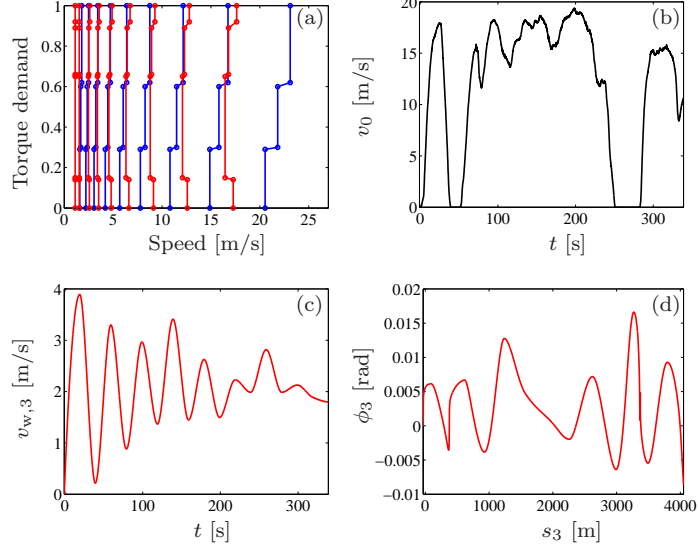 (a)
Torque demand
1
0.8
0.6
0.4
0.2
0
0 5 10 15 20 25
Speed [m/s]
(b)
v₀ [m/s]
20
15
10
5
0
0 100 200 300
t [s]
(c)
v_w,3 [m/s]
4
3
2
1
0
0 100 200 300
t [s]
(d)
ϕ₃ [rad]
0.02
0.015
0.01
0.005
0
−0.005
−0.01
0 1000 2000 3000 4000
s₃ [m]